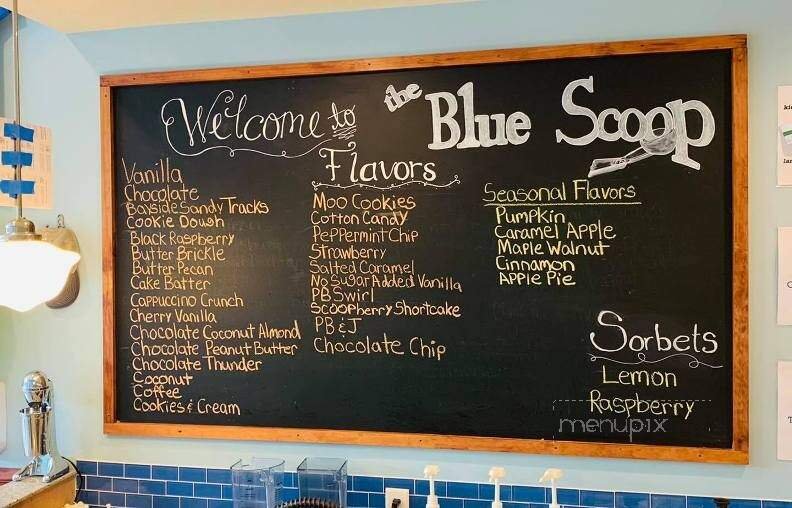 Welcome to
the Blue Scoop
Flavors
Vanilla
Chocolate
Bayside Sandy Tracks
Cookie Dough
Black Raspberry
Butter Brickle
Butter Pecan
Cake Batter
Cappuccino Crunch
Cherry Vanilla
Chocolate Coconut Almond
Chocolate Peanut Butter
Chocolate Thunder
Coconut
Coffee
Cookies & Cream
Moo Cookies
Cotton Candy
Peppermint Chip
Strawberry
Salted Caramel
No Sugar Added Vanilla
PB Swirl
Scoopberry Shortcake
PB & J
Chocolate Chip
Seasonal Flavors
Pumpkin
Caramel Apple
Maple Walnut
Cinnamon
Apple Pie
Sorbets
Lemon
Raspberry
menupix